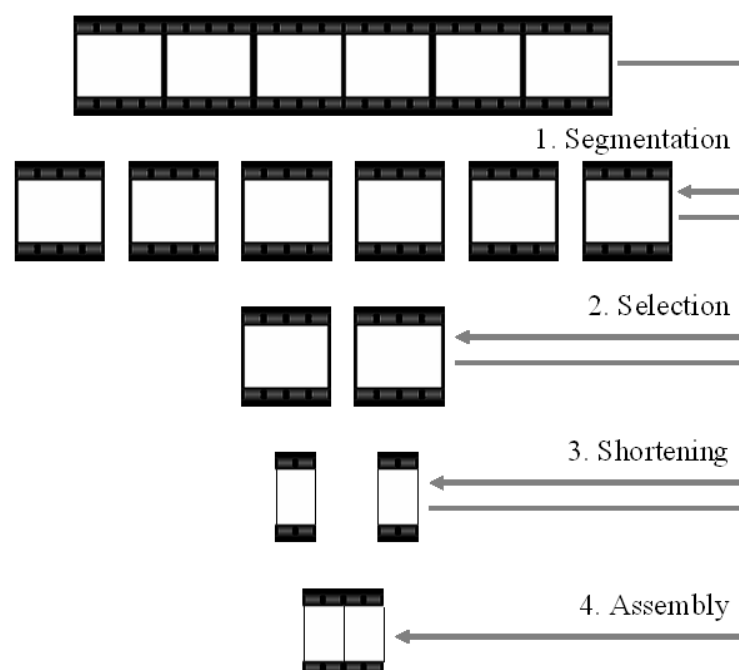 1. Segmentation
2. Selection
3. Shortening
4. Assembly